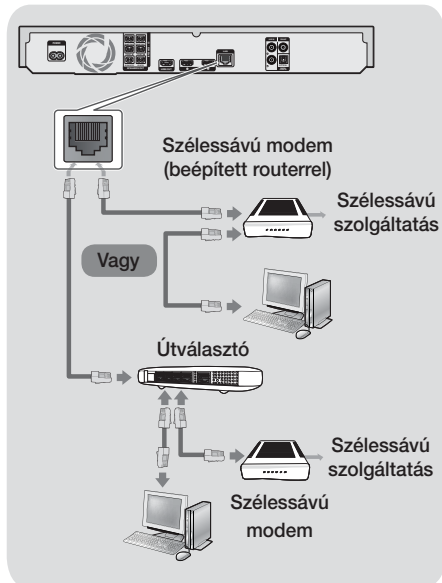 Szélessávú modem
(beépített routerrel)
Szélessávú
szolgáltatás
Vagy
Útválasztó
Szélessávú
szolgáltatás
Szélessávú
modem